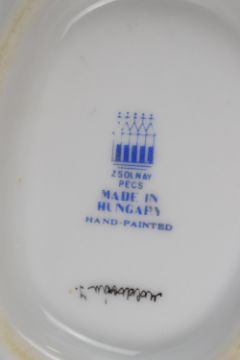 ZSOLNAY
PÉCS
MADE IN
HUNGARY
HAND-PAINTED